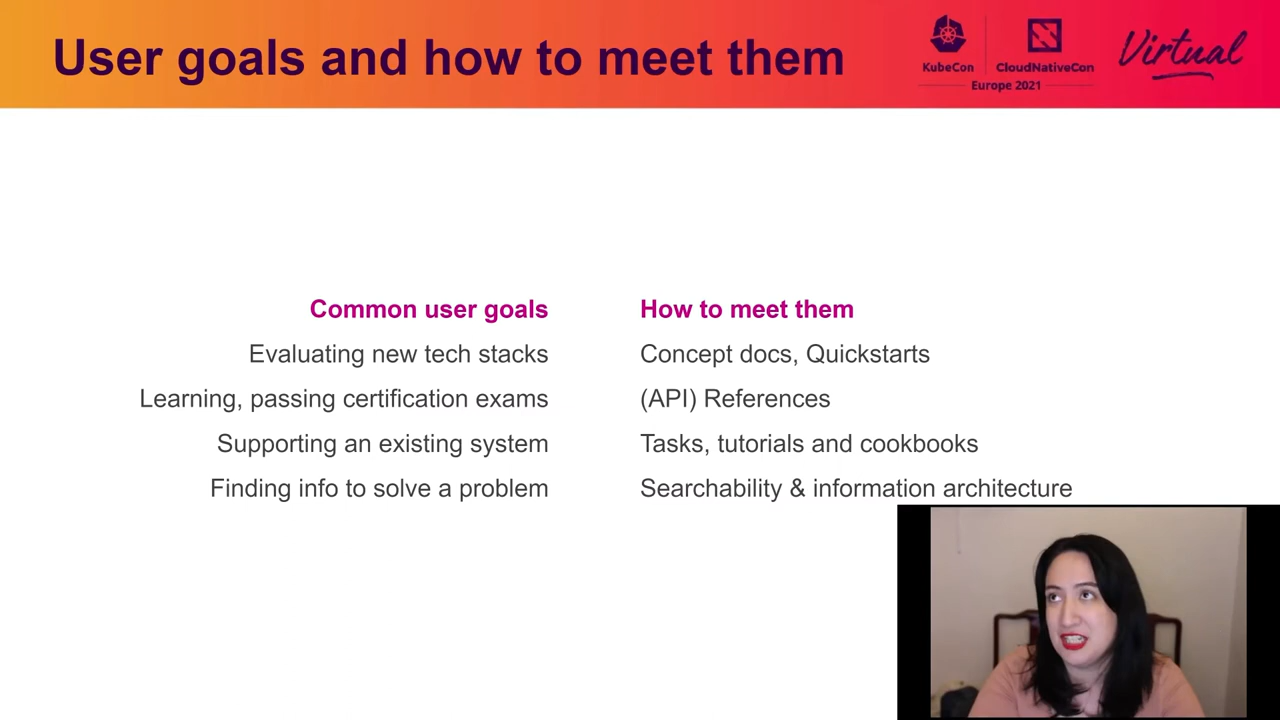 User goals and how to meet them
KubeCon
CloudNativeCon
Europe 2021
Virtual
Common user goals
How to meet them
Evaluating new tech stacks
Concept docs, Quickstarts
Learning, passing certification exams
(API) References
Supporting an existing system
Tasks, tutorials and cookbooks
Finding info to solve a problem
Searchability & information architecture